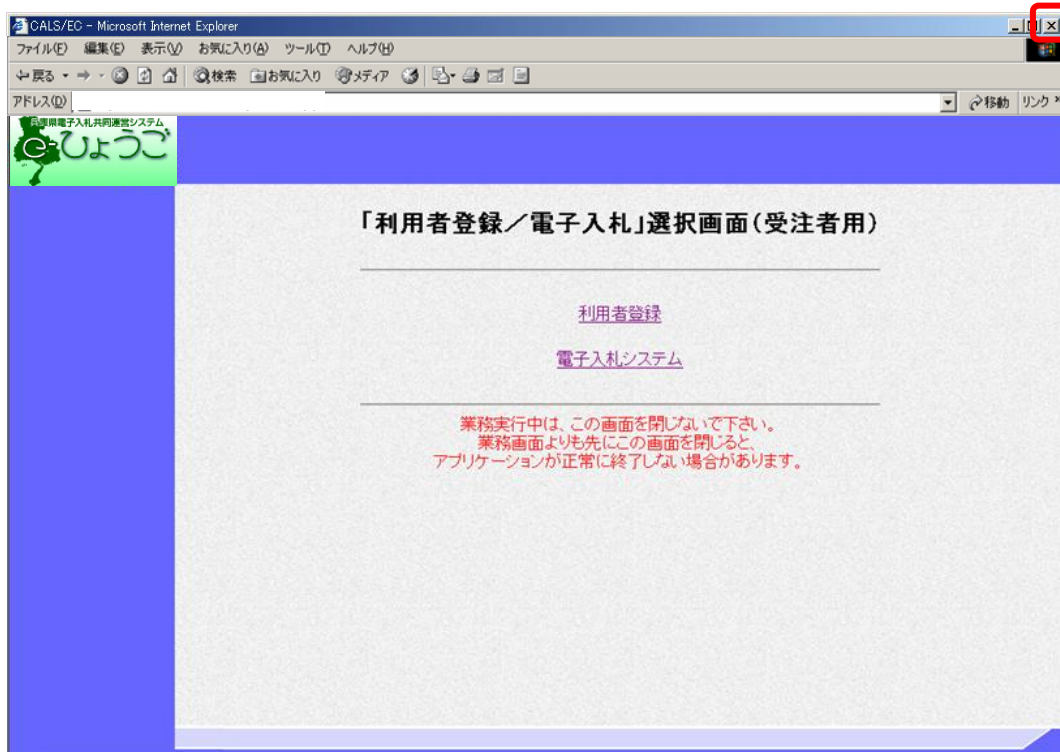 CALS/EC - Microsoft Internet Explorer
ファイル(F) 編集(E) 表示(V) お気に入り(A) ツール(T) ヘルプ(H)
戻る 検索 お気に入り メディア
アドレス(D) 移動 リンク »
兵庫県電子入札共同運営システム
e-ひょうご
「利用者登録／電子入札」選択画面(受注者用)
利用者登録
電子入札システム
業務実行中は、この画面を閉じないで下さい。
業務画面よりも先にこの画面を閉じると、
アプリケーションが正常に終了しない場合があります。